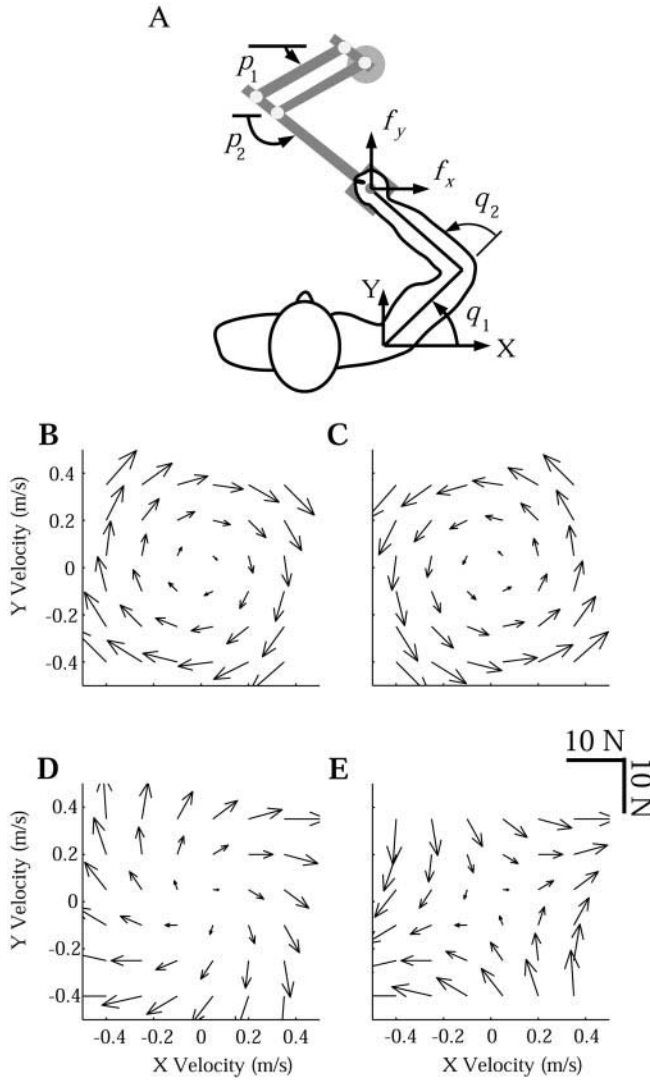 A
p1
p2
fy
fx
q2
Y
q1
X
B
C
Y Velocity (m/s)
0.4
0.2
0
-0.2
-0.4
D
E
10 N
10 N
Y Velocity (m/s)
0.4
0.2
0
-0.2
-0.4
-0.4 -0.2 0 0.2 0.4
-0.4 -0.2 0 0.2 0.4
X Velocity (m/s)
X Velocity (m/s)